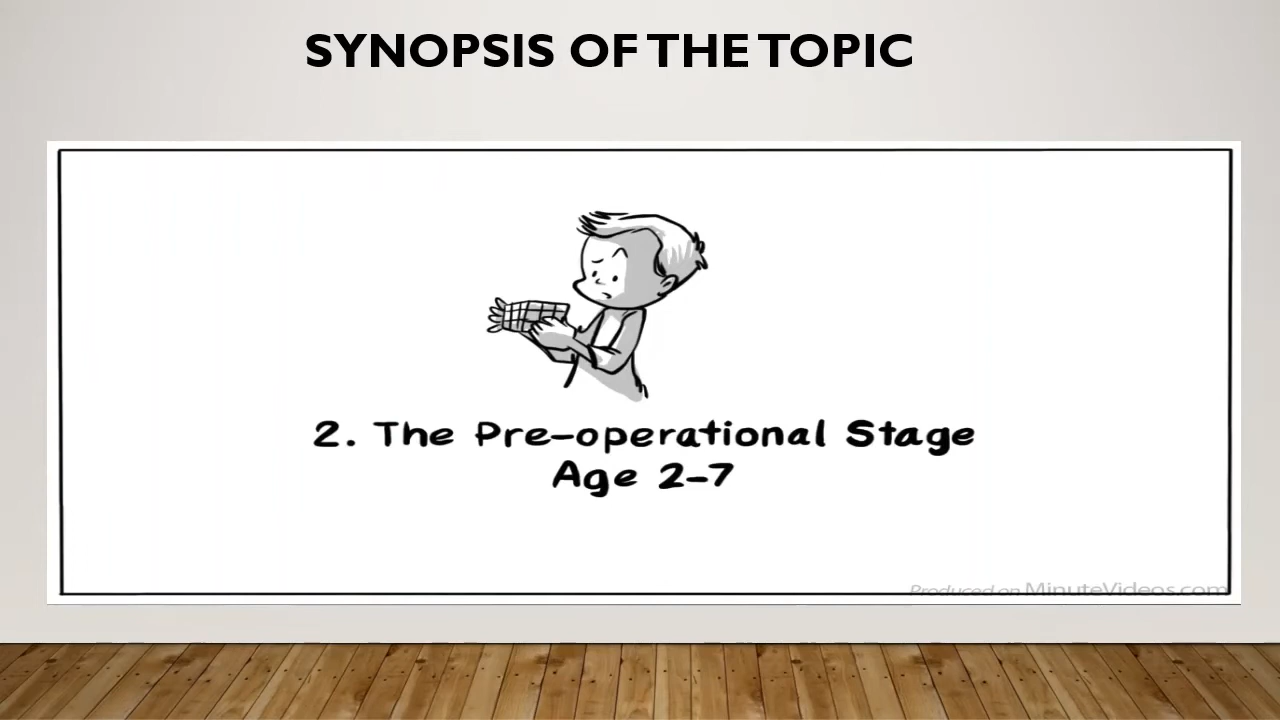 SYNOPSIS OF THE TOPIC
2. The Pre-operational Stage
Age 2-7
Produced on MinuteVideos.com